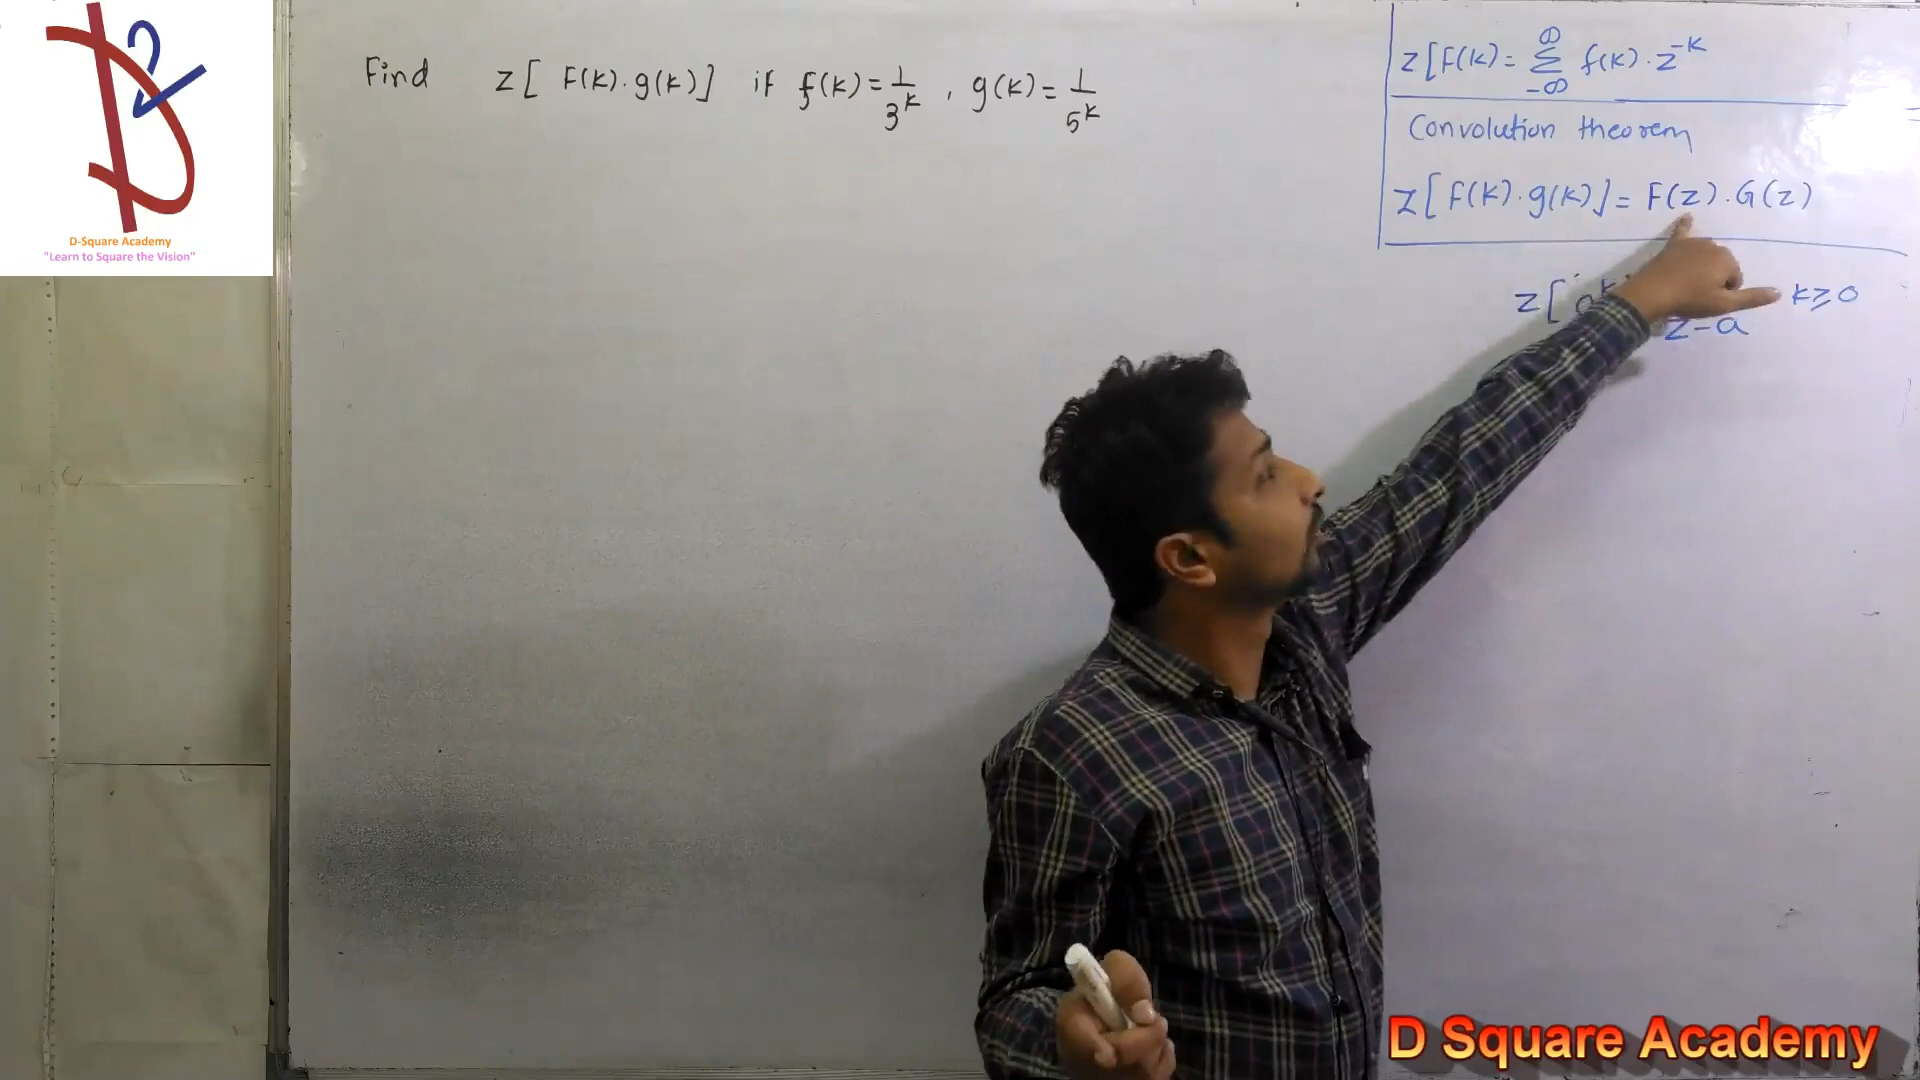 Find Z[ F(k)·g(k)] if f(k)=1/3^k , g(k)=1/5^k
Z[F(k)=∑_{-∞}^{∞} f(k)·z^{-k}
Convolution theorem
Z[F(k)·g(k)]=F(z)·G(z)
Z[a^k z-a k≥0
D-Square Academy
"Learn to Square the Vision"
D Square Academy